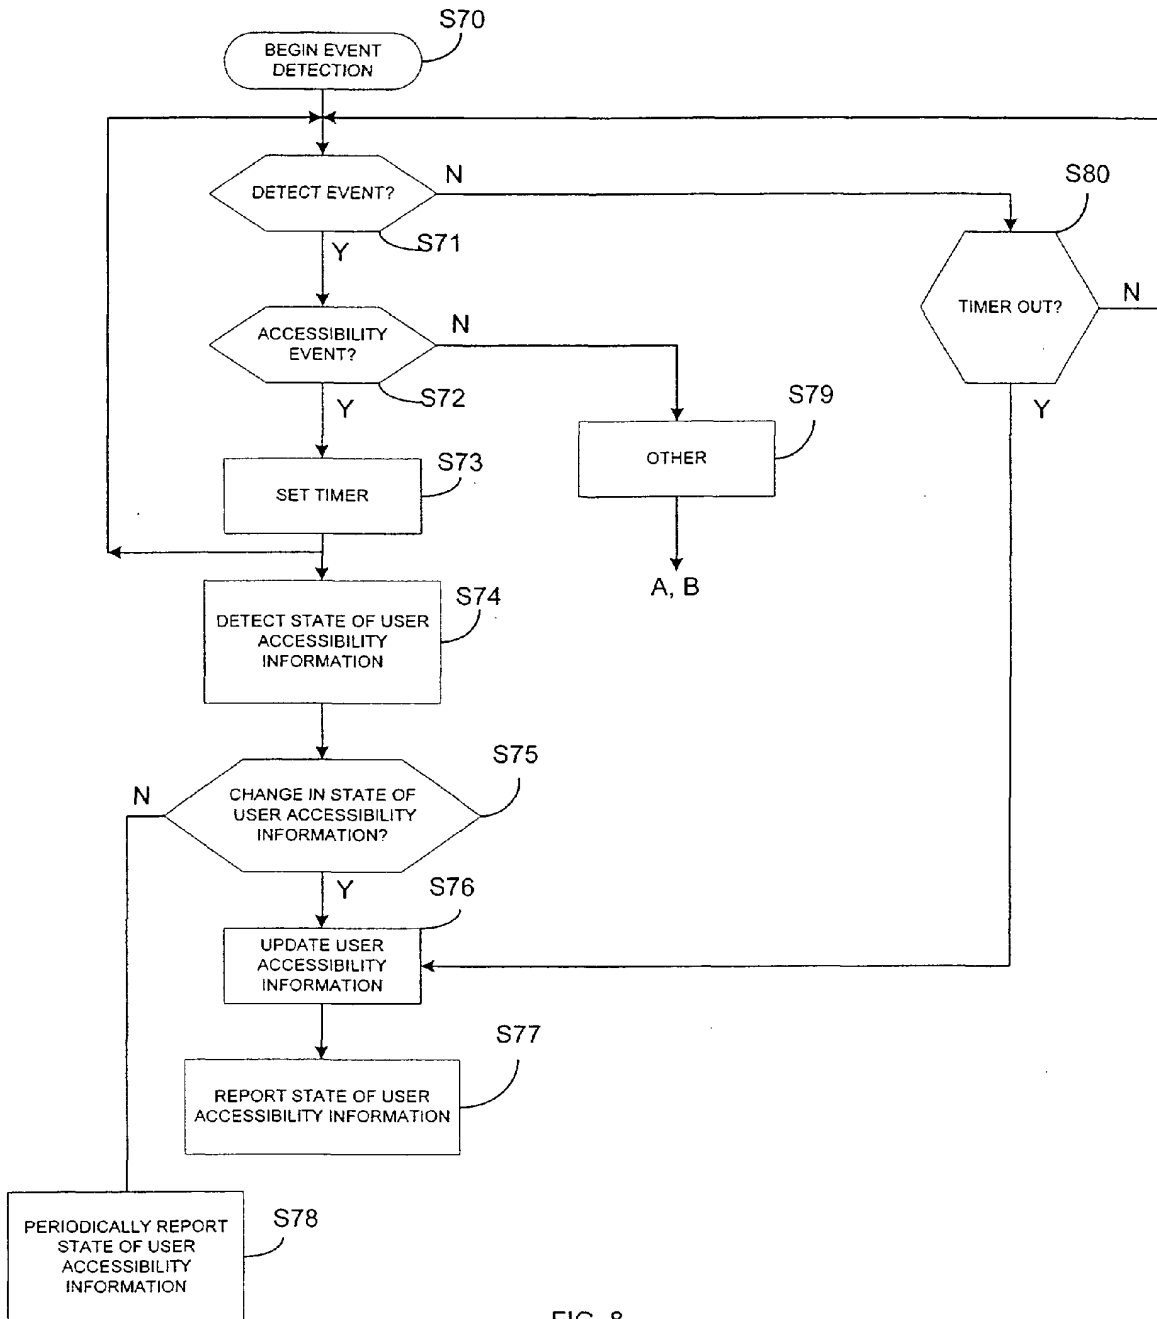 S70
BEGIN EVENT
DETECTION
DETECT EVENT?
N
S71
Y
S80
TIMER OUT?
N
Y
ACCESSIBILITY
EVENT?
N
S72
Y
S79
OTHER
A, B
S73
SET TIMER
S74
DETECT STATE OF USER
ACCESSIBILITY
INFORMATION
S75
CHANGE IN STATE OF
USER ACCESSIBILITY
INFORMATION?
N
Y
S76
UPDATE USER
ACCESSIBILITY
INFORMATION
S77
REPORT STATE OF USER
ACCESSIBILITY INFORMATION
S78
PERIODICALLY REPORT
STATE OF USER
ACCESSIBILITY
INFORMATION
FIG. 8